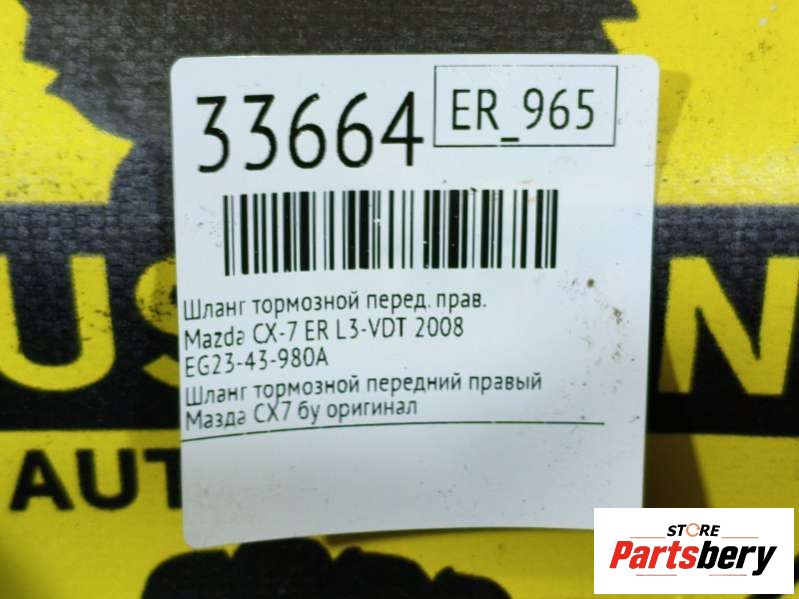 33664
ER_965
Шланг тормозной перед. прав.
Mazda CX-7 ER L3-VDT 2008
EG23-43-980A
Шланг тормозной передний правый
Мазда СХ7 бу оригинал
AUT
STORE
Partsbery